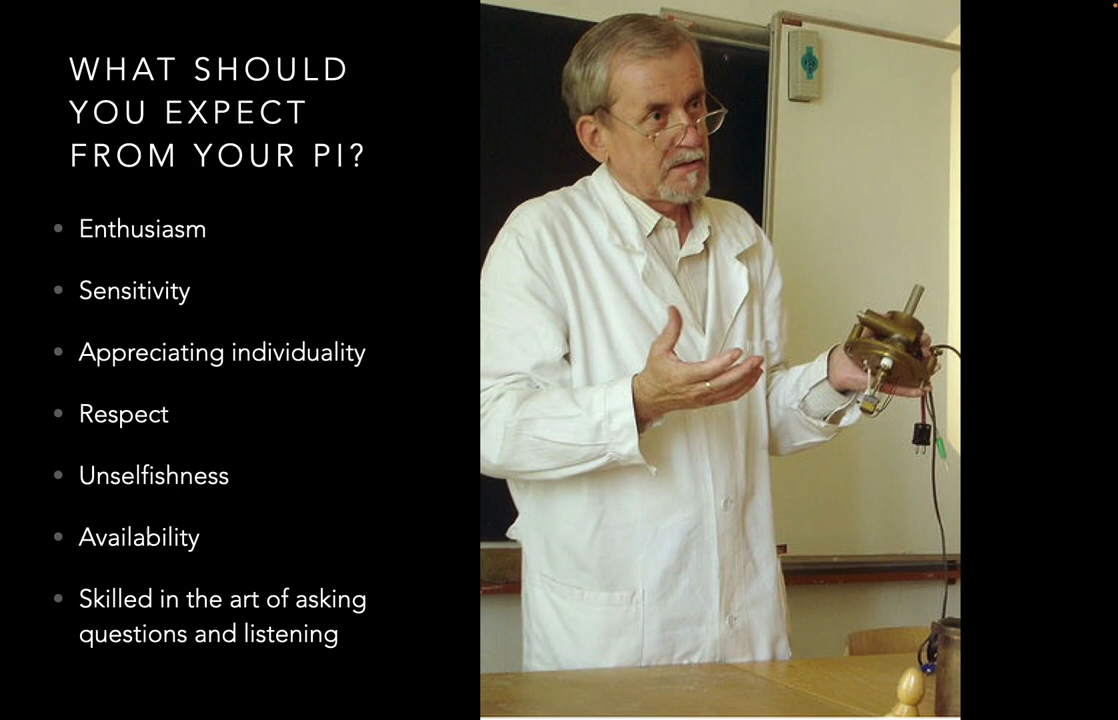 WHAT SHOULD
YOU EXPECT
FROM YOUR PI?
• Enthusiasm
• Sensitivity
• Appreciating individuality
• Respect
• Unselfishness
• Availability
• Skilled in the art of asking
questions and listening